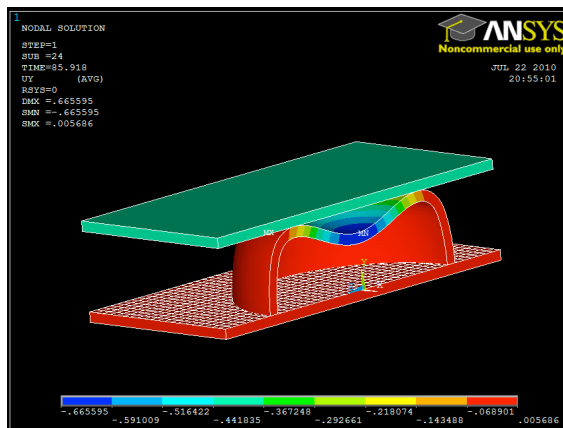 1
NODAL SOLUTION
STEP=1
SUB =24
TIME=85.918
UY (AVG)
RSYS=0
DMX =.665595
SMN =-.665595
SMX =.005686
ANSYS
Noncommercial use only
JUL 22 2010
20:55:01
MX
MN
Y
X
-.665595 -.516422 -.367248 -.218074 -.068901
-.591009 -.441835 -.292661 -.143488 .005686